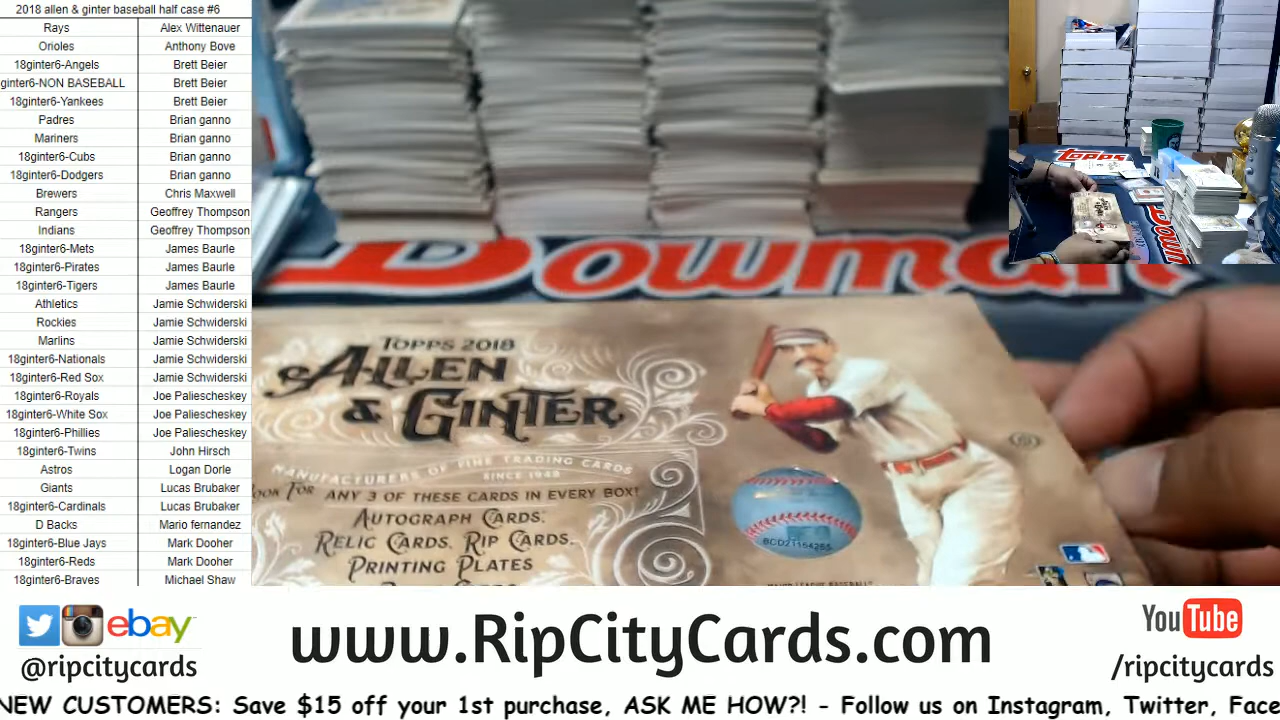 2018 allen & ginter baseball half case #6
Rays Alex Wittenauer
Orioles Anthony Bove
18ginter6-Angels Brett Beier
ginter6-NON BASEBALL Brett Beier
18ginter6-Yankees Brett Beier
Padres Brian ganno
Mariners Brian ganno
18ginter6-Cubs Brian ganno
18ginter6-Dodgers Brian ganno
Brewers Chris Maxwell
Rangers Geoffrey Thompson
Indians Geoffrey Thompson
18ginter6-Mets James Baurle
18ginter6-Pirates James Baurle
18ginter6-Tigers James Baurle
Athletics Jamie Schwiderski
Rockies Jamie Schwiderski
Marlins Jamie Schwiderski
18ginter6-Nationals Jamie Schwiderski
18ginter6-Red Sox Jamie Schwiderski
18ginter6-Royals Joe Paliescheskey
18ginter6-White Sox Joe Paliescheskey
18ginter6-Phillies Joe Paliescheskey
18ginter6-Twins John Hirsch
Astros Logan Dorle
Giants Lucas Brubaker
18ginter6-Cardinals Lucas Brubaker
D Backs Mario fernandez
18ginter6-Blue Jays Mark Dooher
18ginter6-Reds Mark Dooher
18ginter6-Braves Michael Shaw
Bowman
TOPPS 2018
ALLEN
& GINTER
MANUFACTURERS OF FINE TRADING CARDS
SINCE 1948
LOOK FOR ANY 3 OF THESE CARDS IN EVERY BOX!
AUTOGRAPH CARDS,
RELIC CARDS, RIP CARDS,
PRINTING PLATES
TOPPS
ebay
@ripcitycards
www.RipCityCards.com
YouTube
/ripcitycards
NEW CUSTOMERS: Save $15 off your 1st purchase, ASK ME HOW?! - Follow us on Instagram, Twitter, Face